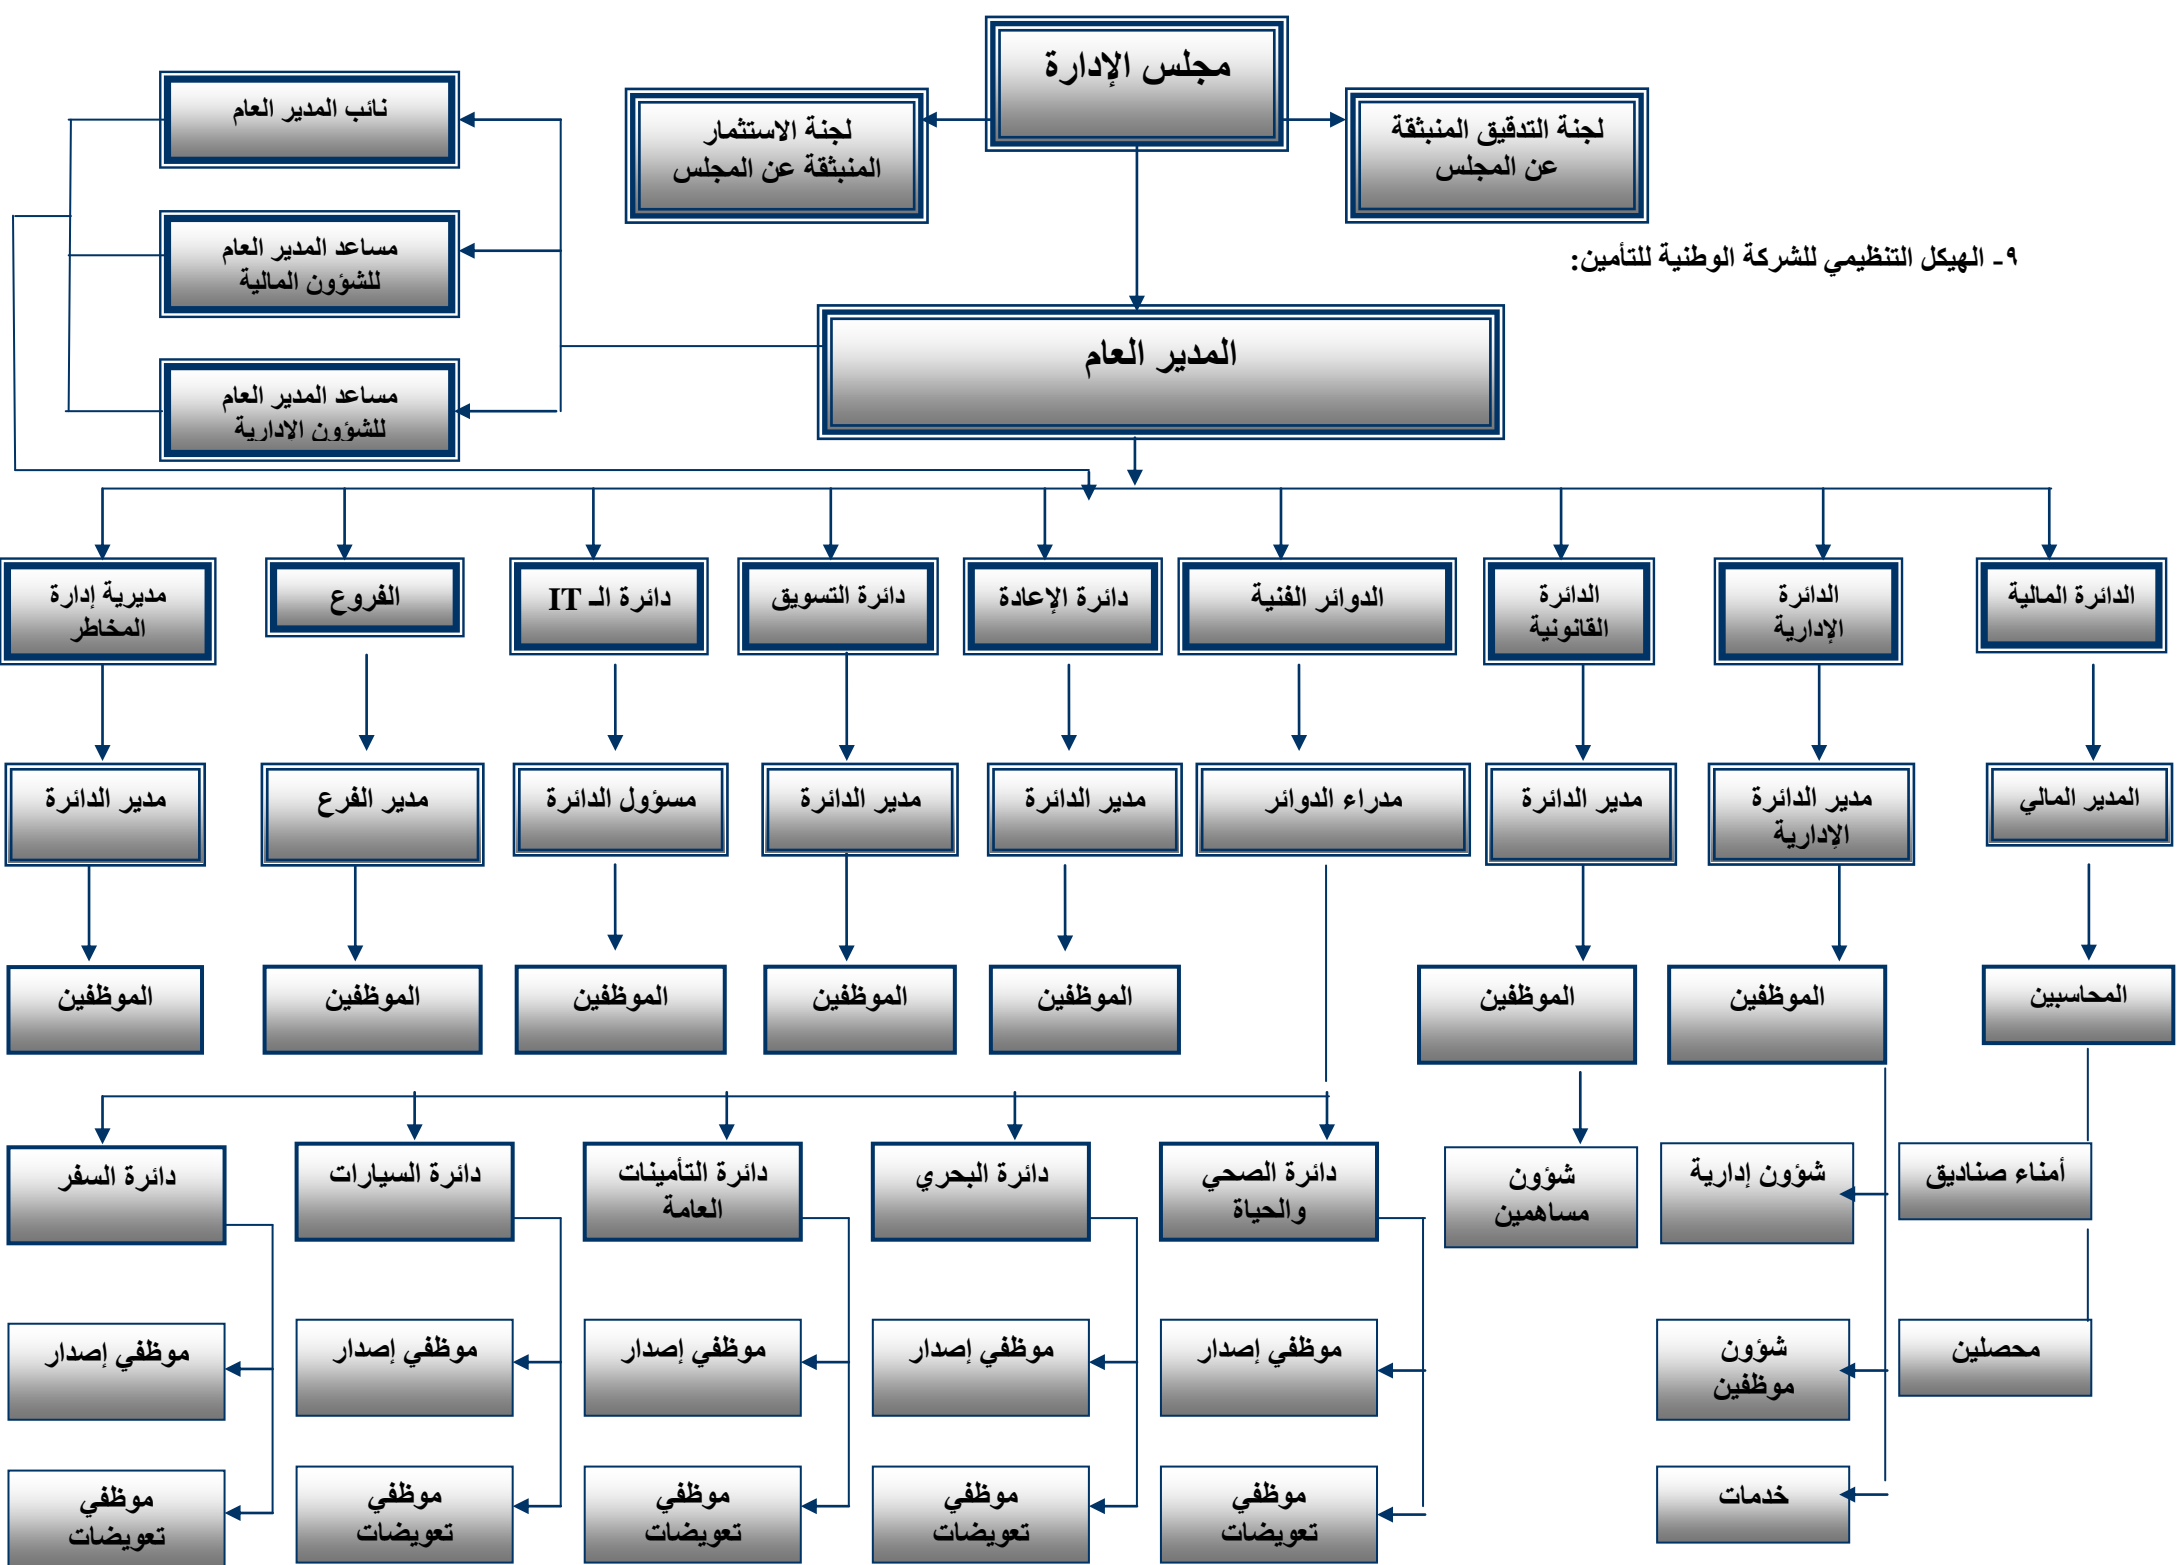 مجلس الإدارة
لجنة التدقيق المنبثقة
عن المجلس
لجنة الاستثمار
المنبثقة عن المجلس
نائب المدير العام
مساعد المدير العام
للشؤون المالية
مساعد المدير العام
للشؤون الادارية
٩- الهيكل التنظيمي للشركة الوطنية للتأمين:
المدير العام
الدائرة المالية
الدائرة
الإدارية
الدائرة
القانونية
الدوائر الفنية
دائرة الإعادة
دائرة التسويق
دائرة الـ IT
الفروع
مديرية إدارة
المخاطر
المدير المالي
مدير الدائرة
الإدارية
مدير الدائرة
مدراء الدوائر
مدير الدائرة
مدير الدائرة
مسؤول الدائرة
مدير الفرع
مدير الدائرة
المحاسبين
الموظفين
الموظفين
الموظفين
الموظفين
الموظفين
الموظفين
الموظفين
أمناء صناديق
شؤون إدارية
شؤون
مساهمين
دائرة الصحي
والحياة
دائرة البحري
دائرة التأمينات
العامة
دائرة السيارات
دائرة السفر
محصلين
شؤون
موظفين
موظفي إصدار
موظفي إصدار
موظفي إصدار
موظفي إصدار
موظفي إصدار
خدمات
موظفي
تعويضات
موظفي
تعويضات
موظفي
تعويضات
موظفي
تعويضات
موظفي
تعويضات